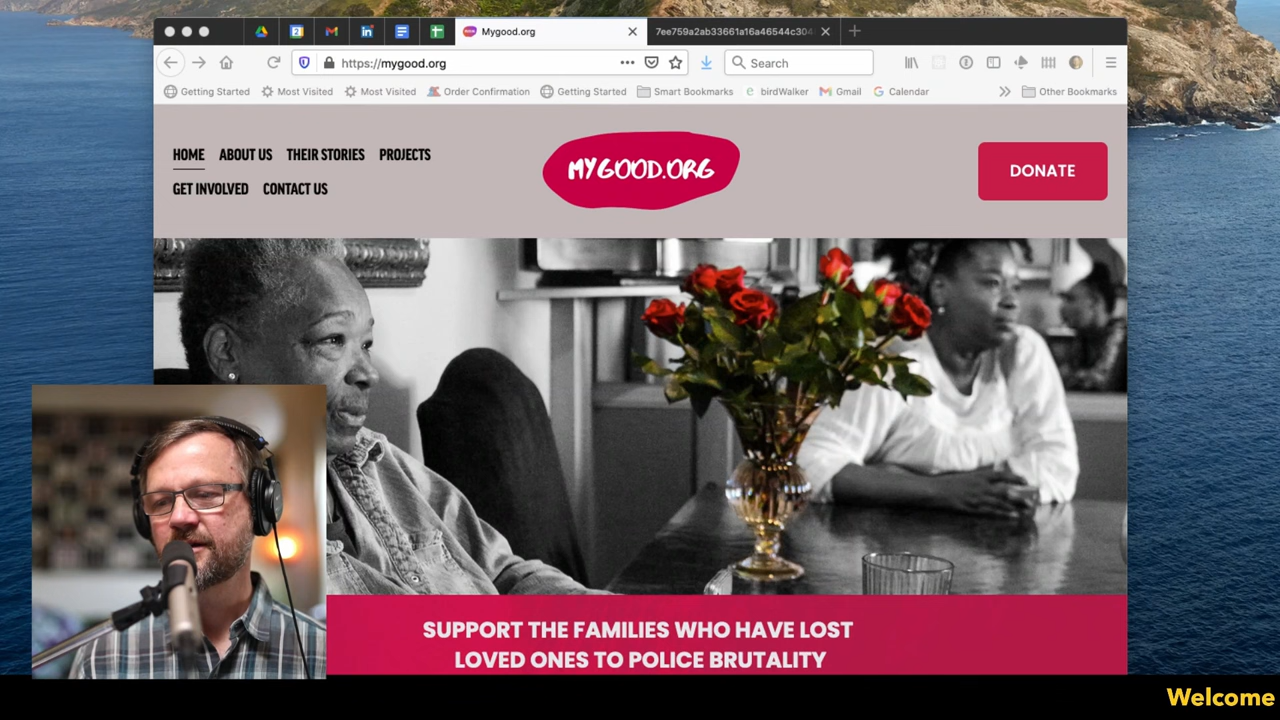 Mygood.org
7ee759a2ab33661a16a46544c304
https://mygood.org
Search
Getting Started
Most Visited
Most Visited
Order Confirmation
Getting Started
Smart Bookmarks
birdWalker
Gmail
Calendar
Other Bookmarks
HOME ABOUT US THEIR STORIES PROJECTS
GET INVOLVED CONTACT US
MYGOOD.ORG
DONATE
SUPPORT THE FAMILIES WHO HAVE LOST
LOVED ONES TO POLICE BRUTALITY
Welcome